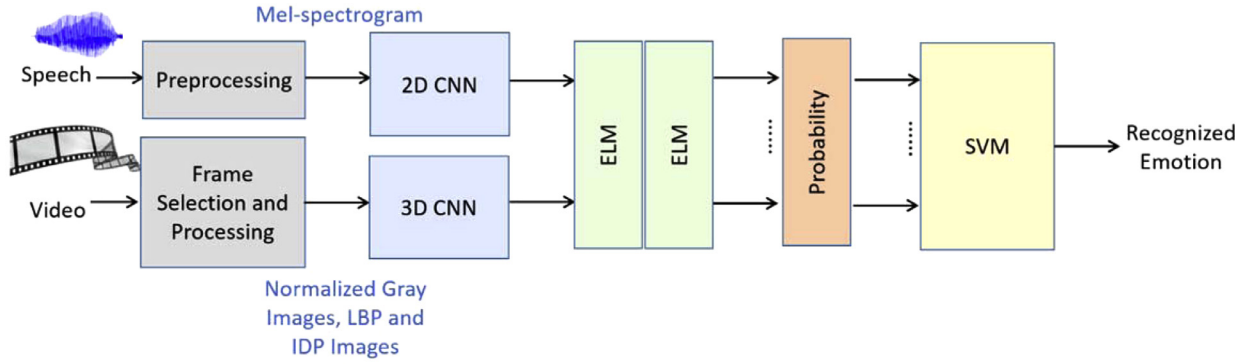 Mel-spectrogram
Speech
Preprocessing
2D CNN
ELM
ELM
Probability
SVM
Recognized
Emotion
Video
Frame
Selection and
Processing
3D CNN
Normalized Gray
Images, LBP and
IDP Images